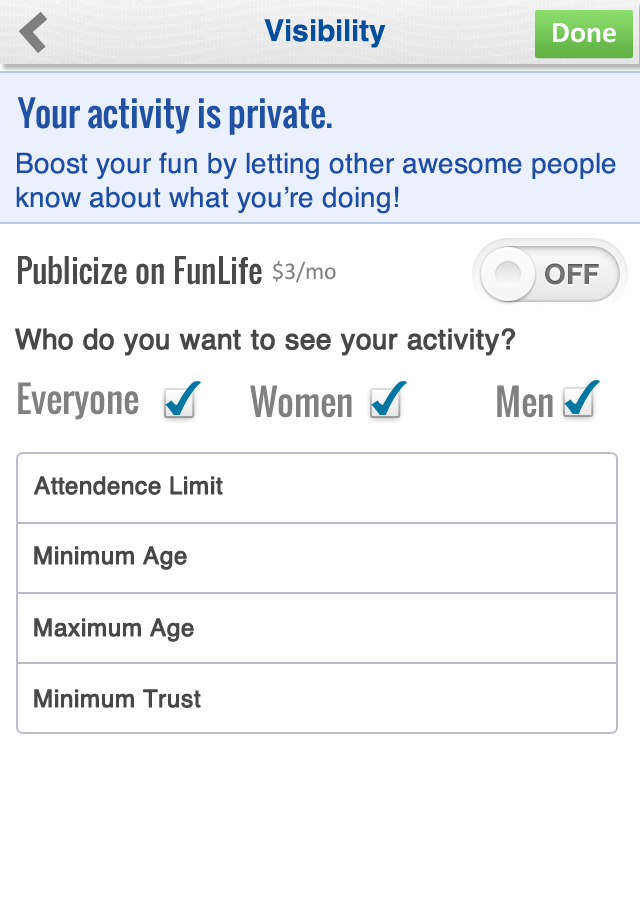 Visibility Done
Your activity is private.
Boost your fun by letting other awesome people
know about what you’re doing!
Publicize on FunLife $3/mo OFF
Who do you want to see your activity?
Everyone Women Men
Attendence Limit
Minimum Age
Maximum Age
Minimum Trust